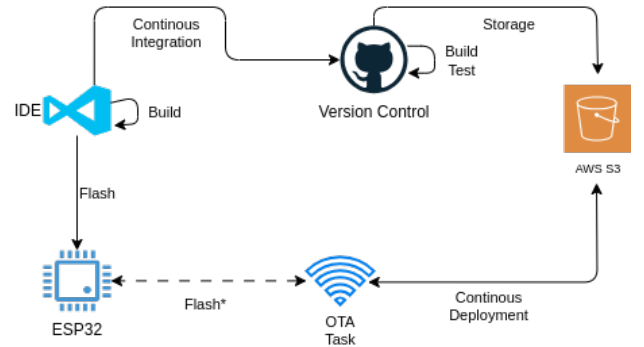 Continous
Integration
Storage
Build
Test
IDE
Build
Version Control
AWS S3
Flash
Flash*
Continous
Deployment
ESP32
OTA
Task